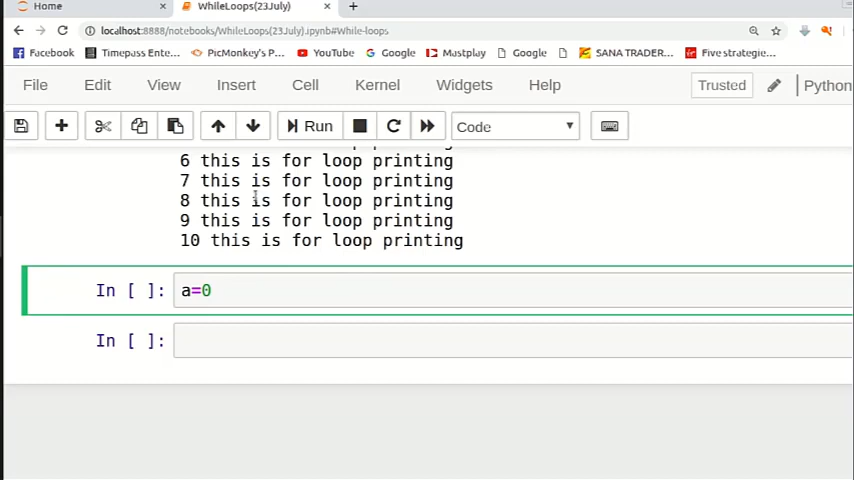 Home
WhileLoops(23July)
localhost:8888/notebooks/WhileLoops(23July).ipynb#While-loops
Facebook Timepass Ente... PicMonkey's P... YouTube Google Mastplay Google SANA TRADER... Five strategie...
File Edit View Insert Cell Kernel Widgets Help Trusted Python
Run Code
6 this is for loop printing
7 this is for loop printing
8 this is for loop printing
9 this is for loop printing
10 this is for loop printing
In [ ]: a=0
In [ ]: